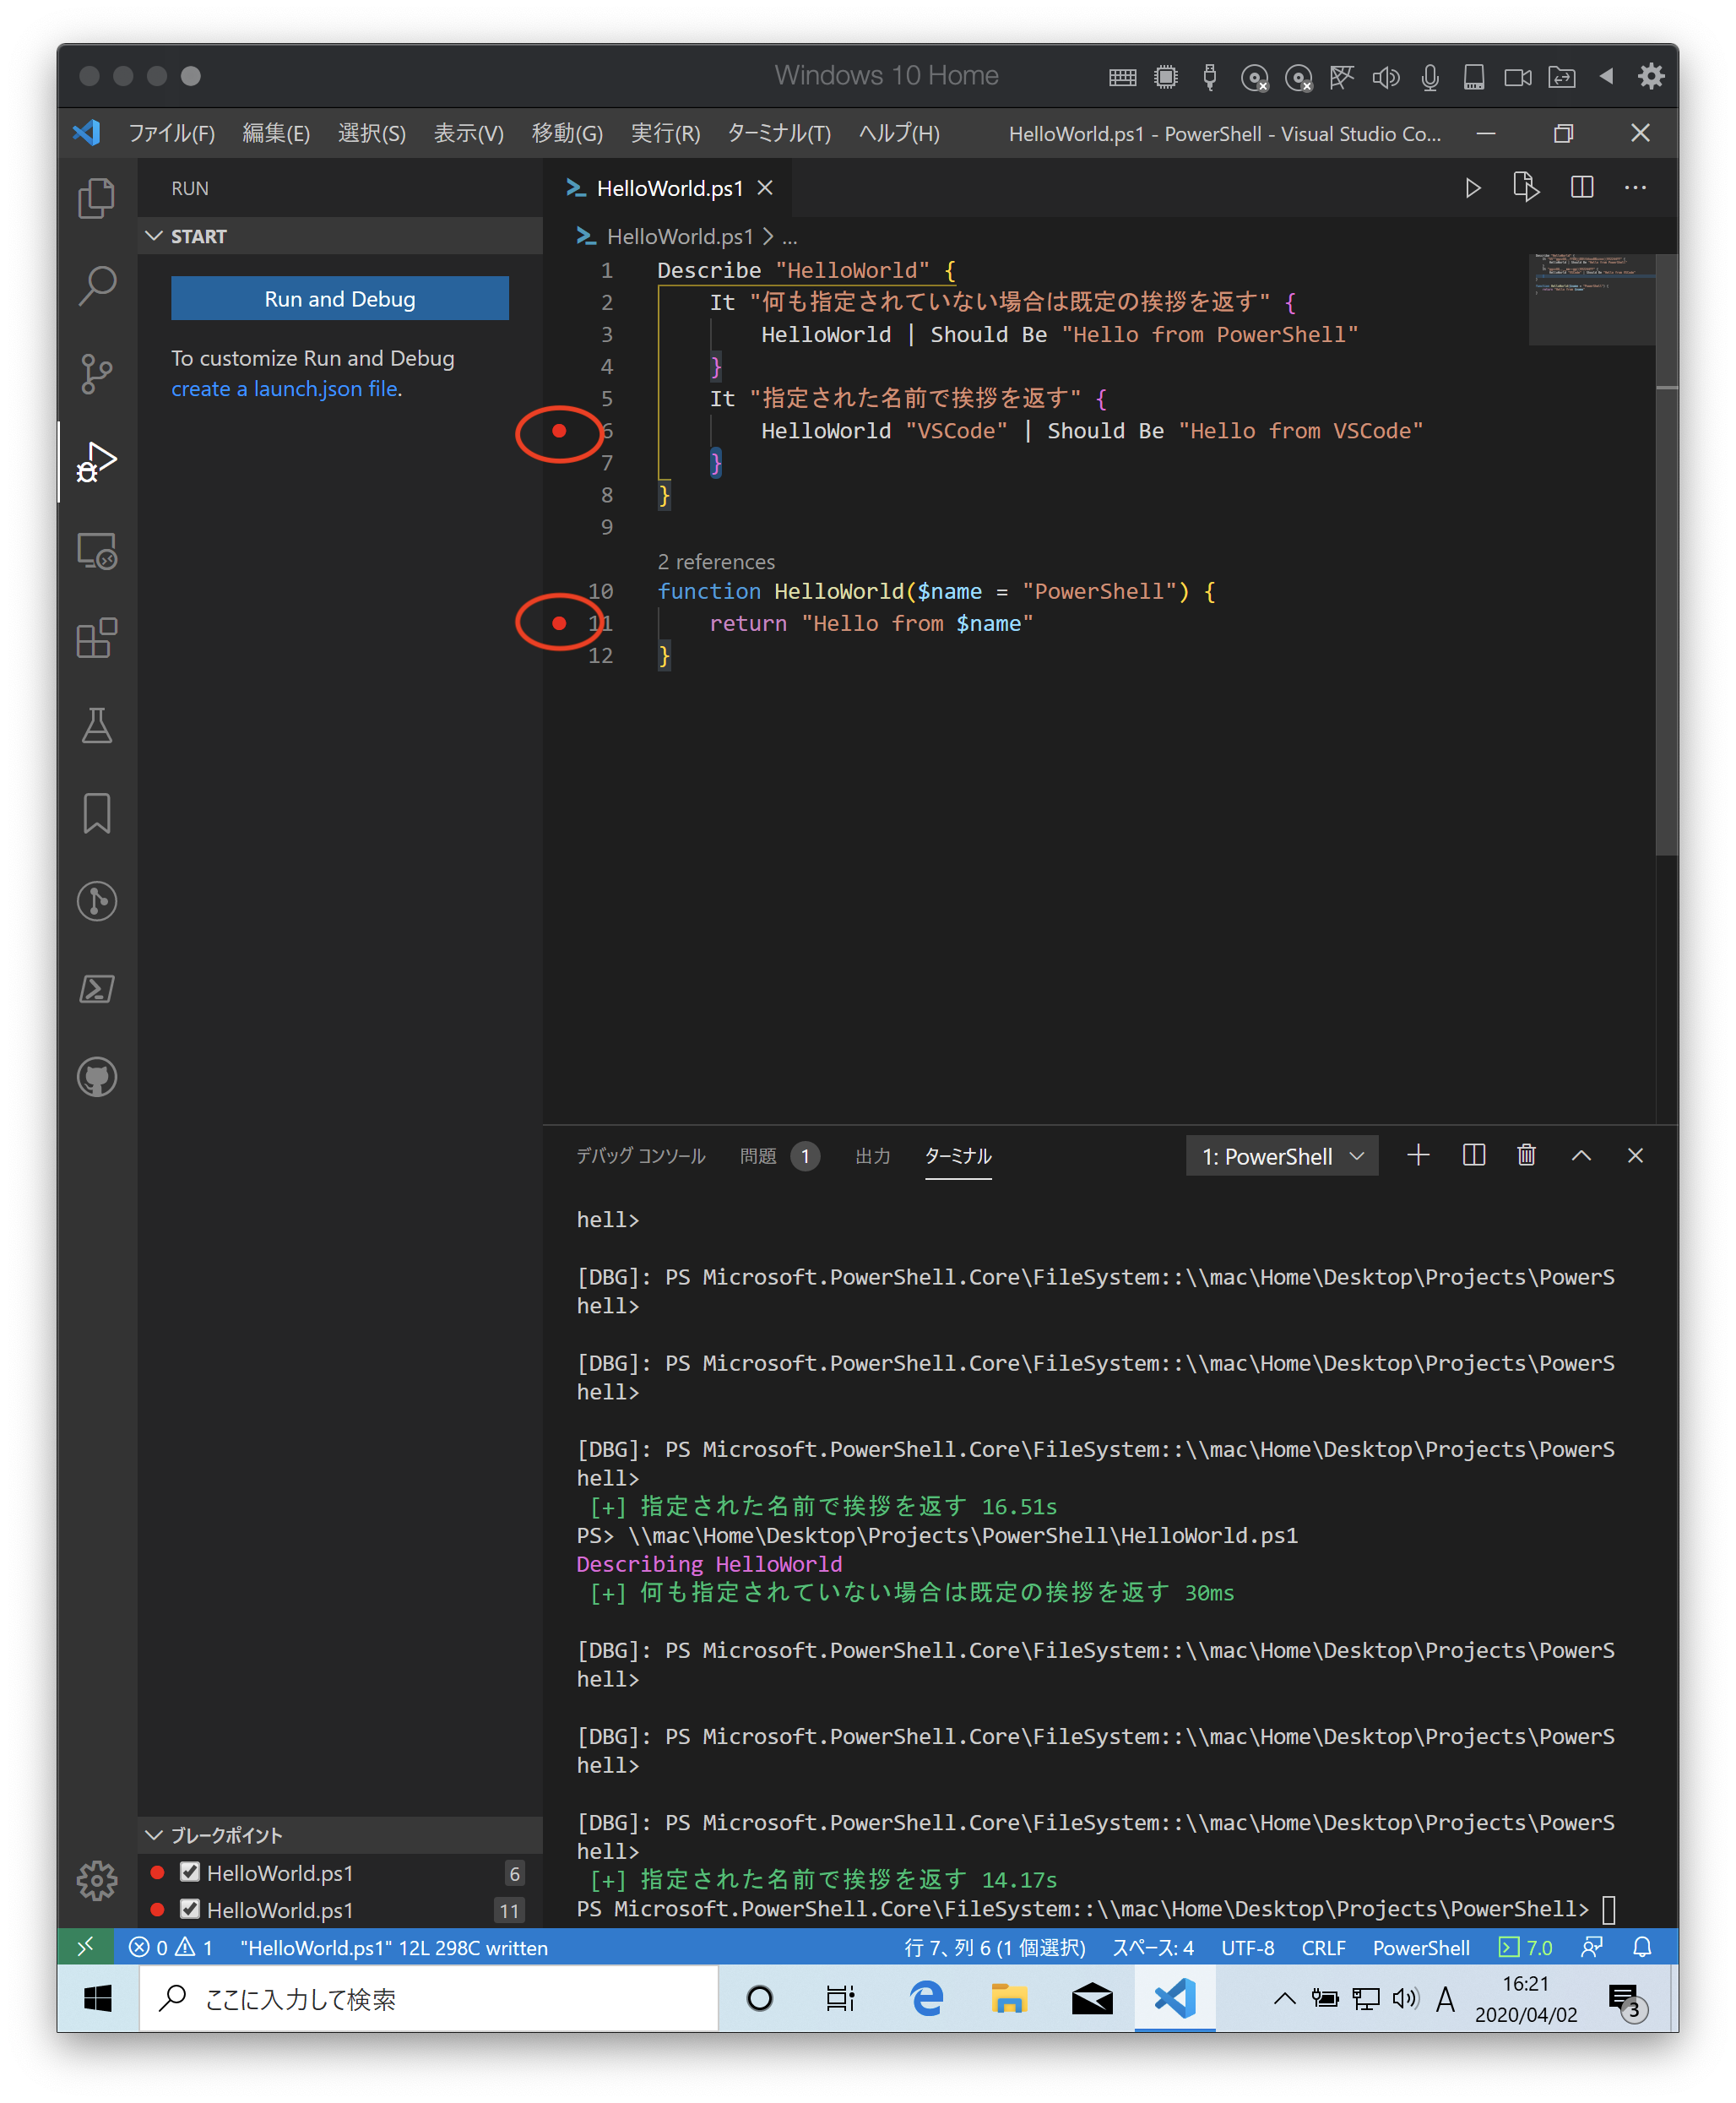 Windows 10 Home
ファイル(F) 編集(E) 選択(S) 表示(V) 移動(G) 実行(R) ターミナル(T) ヘルプ(H) HelloWorld.ps1 - PowerShell - Visual Studio Co...
RUN
START
Run and Debug
To customize Run and Debug
create a launch.json file.
HelloWorld.ps1
HelloWorld.ps1 > ...
1 Describe "HelloWorld" {
2 It "何も指定されていない場合は既定の挨拶を返す" {
3 HelloWorld | Should Be "Hello from PowerShell"
4 }
5 It "指定された名前で挨拶を返す" {
6 HelloWorld "VSCode" | Should Be "Hello from VSCode"
7 }
8 }
9
2 references
10 function HelloWorld($name = "PowerShell") {
11 return "Hello from $name"
12 }
デバッグ コンソール 問題 1 出力 ターミナル 1: PowerShell
hell>
[DBG]: PS Microsoft.PowerShell.Core\FileSystem::\\mac\Home\Desktop\Projects\PowerS
hell>
[DBG]: PS Microsoft.PowerShell.Core\FileSystem::\\mac\Home\Desktop\Projects\PowerS
hell>
[DBG]: PS Microsoft.PowerShell.Core\FileSystem::\\mac\Home\Desktop\Projects\PowerS
hell>
[+] 指定された名前で挨拶を返す 16.51s
PS> \\mac\Home\Desktop\Projects\PowerShell\HelloWorld.ps1
Describing HelloWorld
[+] 何も指定されていない場合は既定の挨拶を返す 30ms
[DBG]: PS Microsoft.PowerShell.Core\FileSystem::\\mac\Home\Desktop\Projects\PowerS
hell>
[DBG]: PS Microsoft.PowerShell.Core\FileSystem::\\mac\Home\Desktop\Projects\PowerS
hell>
[DBG]: PS Microsoft.PowerShell.Core\FileSystem::\\mac\Home\Desktop\Projects\PowerS
hell>
[+] 指定された名前で挨拶を返す 14.17s
PS Microsoft.PowerShell.Core\FileSystem::\\mac\Home\Desktop\Projects\PowerShell>
ブレークポイント
HelloWorld.ps1 6
HelloWorld.ps1 11
0 1 "HelloWorld.ps1" 12L 298C written 行 7、列 6 (1 個選択) スペース: 4 UTF-8 CRLF PowerShell 7.0
ここに入力して検索
A
16:21
2020/04/02
3